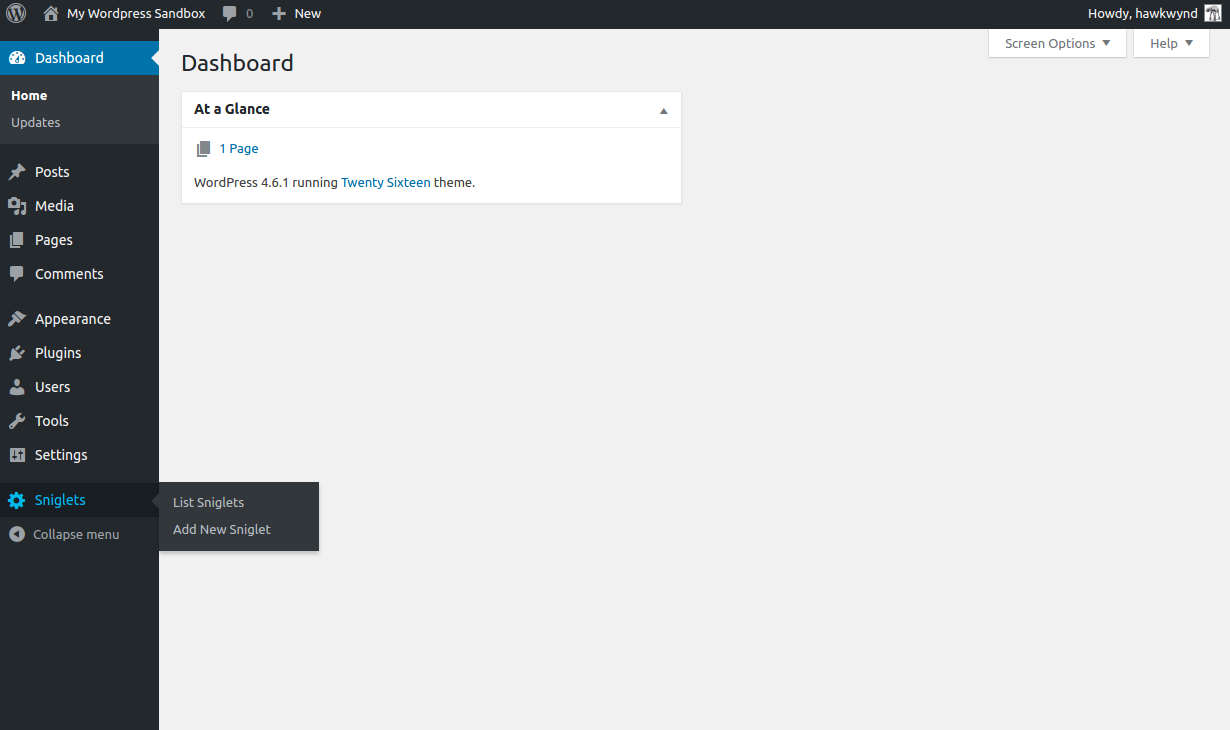 My Wordpress Sandbox 0 New Howdy, hawkwynd
Screen Options Help
Dashboard
Home
Updates
Posts
Media
Pages
Comments
Appearance
Plugins
Users
Tools
Settings
Sniglets
List Sniglets
Add New Sniglet
Collapse menu
Dashboard
At a Glance
1 Page
WordPress 4.6.1 running Twenty Sixteen theme.